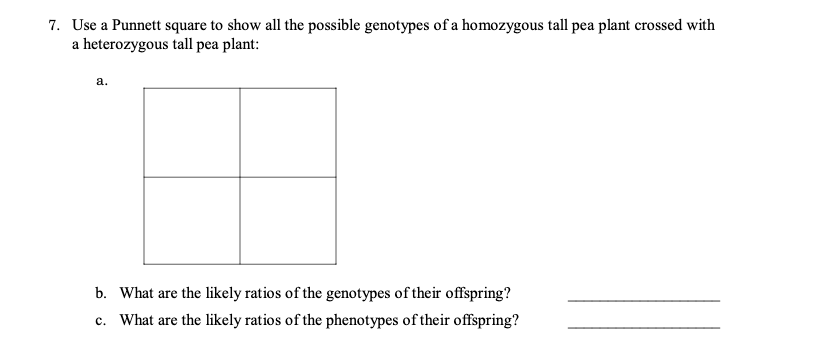 7. Use a Punnett square to show all the possible genotypes of a homozygous tall pea plant crossed with
a heterozygous tall pea plant:
a.
b. What are the likely ratios of the genotypes of their offspring?
c. What are the likely ratios of the phenotypes of their offspring?